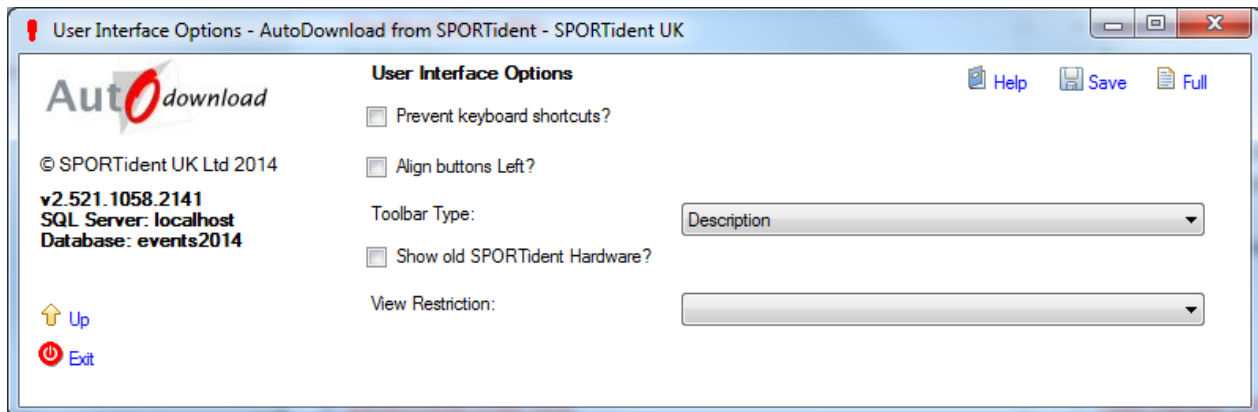 User Interface Options - AutoDownload from SPORTident - SPORTident UK
AutOdownload
© SPORTident UK Ltd 2014
v2.521.1058.2141
SQL Server: localhost
Database: events2014
Up
Exit
User Interface Options
Help Save Full
Prevent keyboard shortcuts?
Align buttons Left?
Toolbar Type: Description
Show old SPORTident Hardware?
View Restriction: